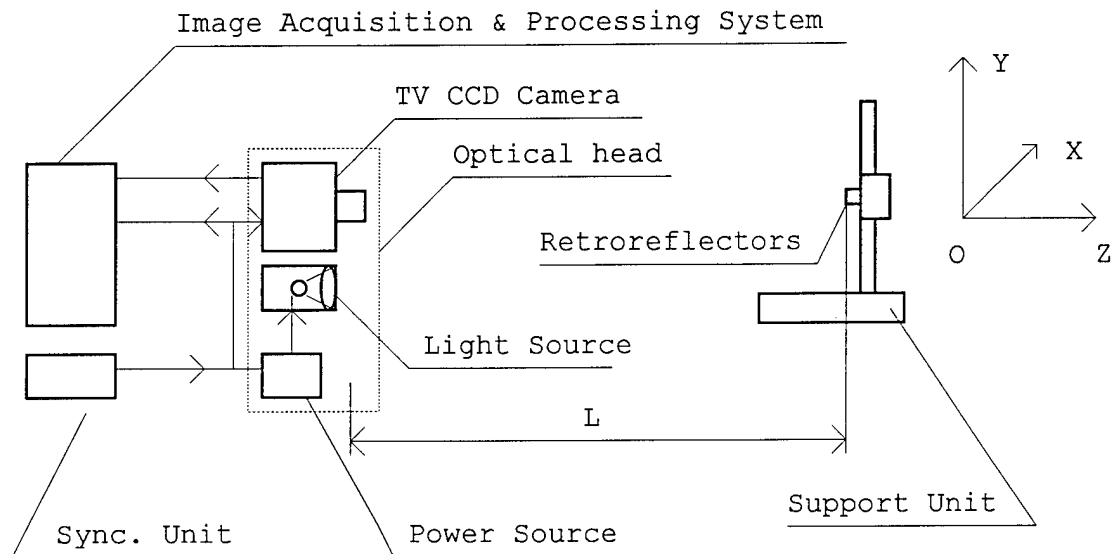 Image Acquisition & Processing System
TV CCD Camera
Optical head
Y
X
Retroreflectors
O
Z
Light Source
L
Support Unit
Sync. Unit
Power Source